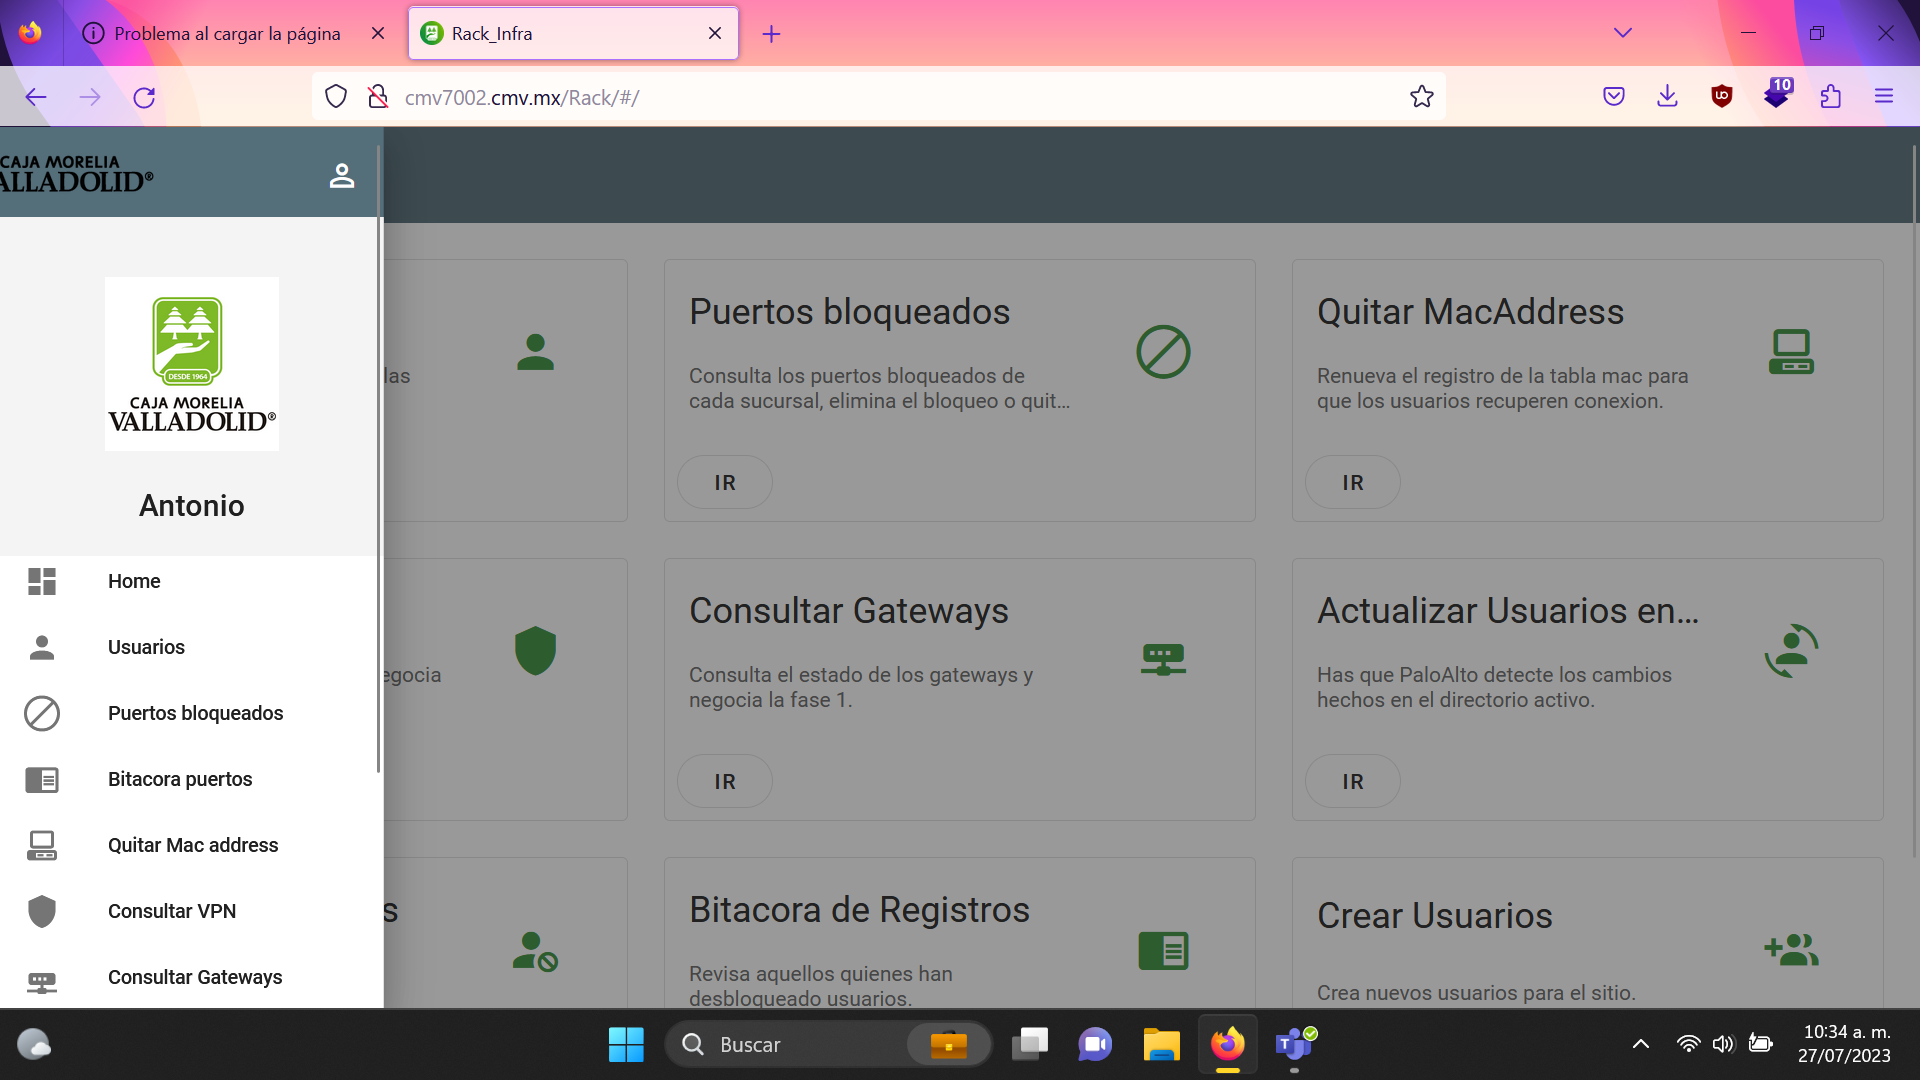 Problema al cargar la página
Rack_Infra
cmv7002.cmv.mx/Rack/#/
10
CAJA MORELIA
ALLADOLID®
DESDE 1964
CAJA MORELIA
VALLADOLID®
Antonio
Home
Usuarios
Puertos bloqueados
Bitacora puertos
Quitar Mac address
Consultar VPN
Consultar Gateways
las
Puertos bloqueados
Consulta los puertos bloqueados de
cada sucursal, elimina el bloqueo o quit...
IR
Quitar MacAddress
Renueva el registro de la tabla mac para
que los usuarios recuperen conexion.
IR
egocia
Consultar Gateways
Consulta el estado de los gateways y
negocia la fase 1.
IR
Actualizar Usuarios en...
Has que PaloAlto detecte los cambios
hechos en el directorio activo.
IR
s
Bitacora de Registros
Revisa aquellos quienes han
desbloqueado usuarios.
Crear Usuarios
Crea nuevos usuarios para el sitio.
Buscar
10:34 a. m.
27/07/2023